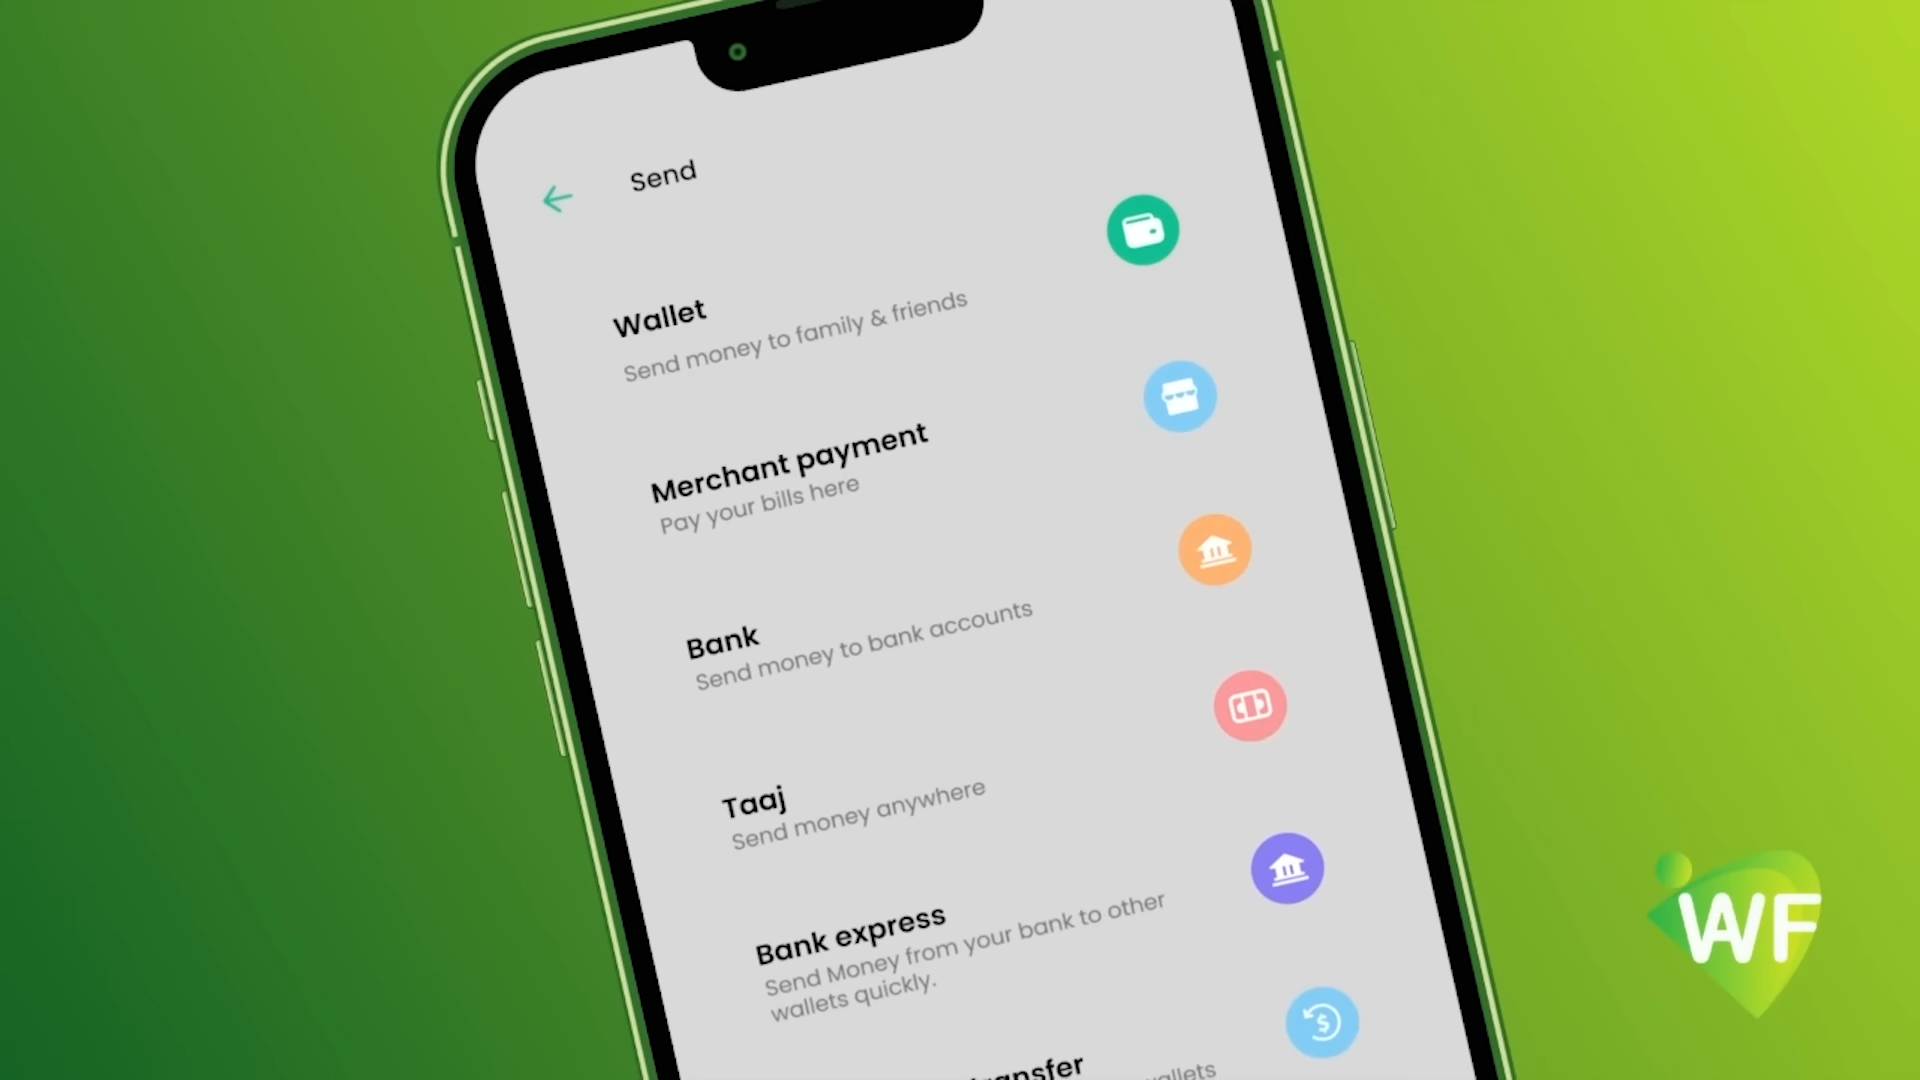 Send
Wallet
Send money to family & friends
Merchant payment
Pay your bills here
Bank
Send money to bank accounts
Taaj
Send money anywhere
Bank express
Send Money from your bank to other
wallets quickly.
WF